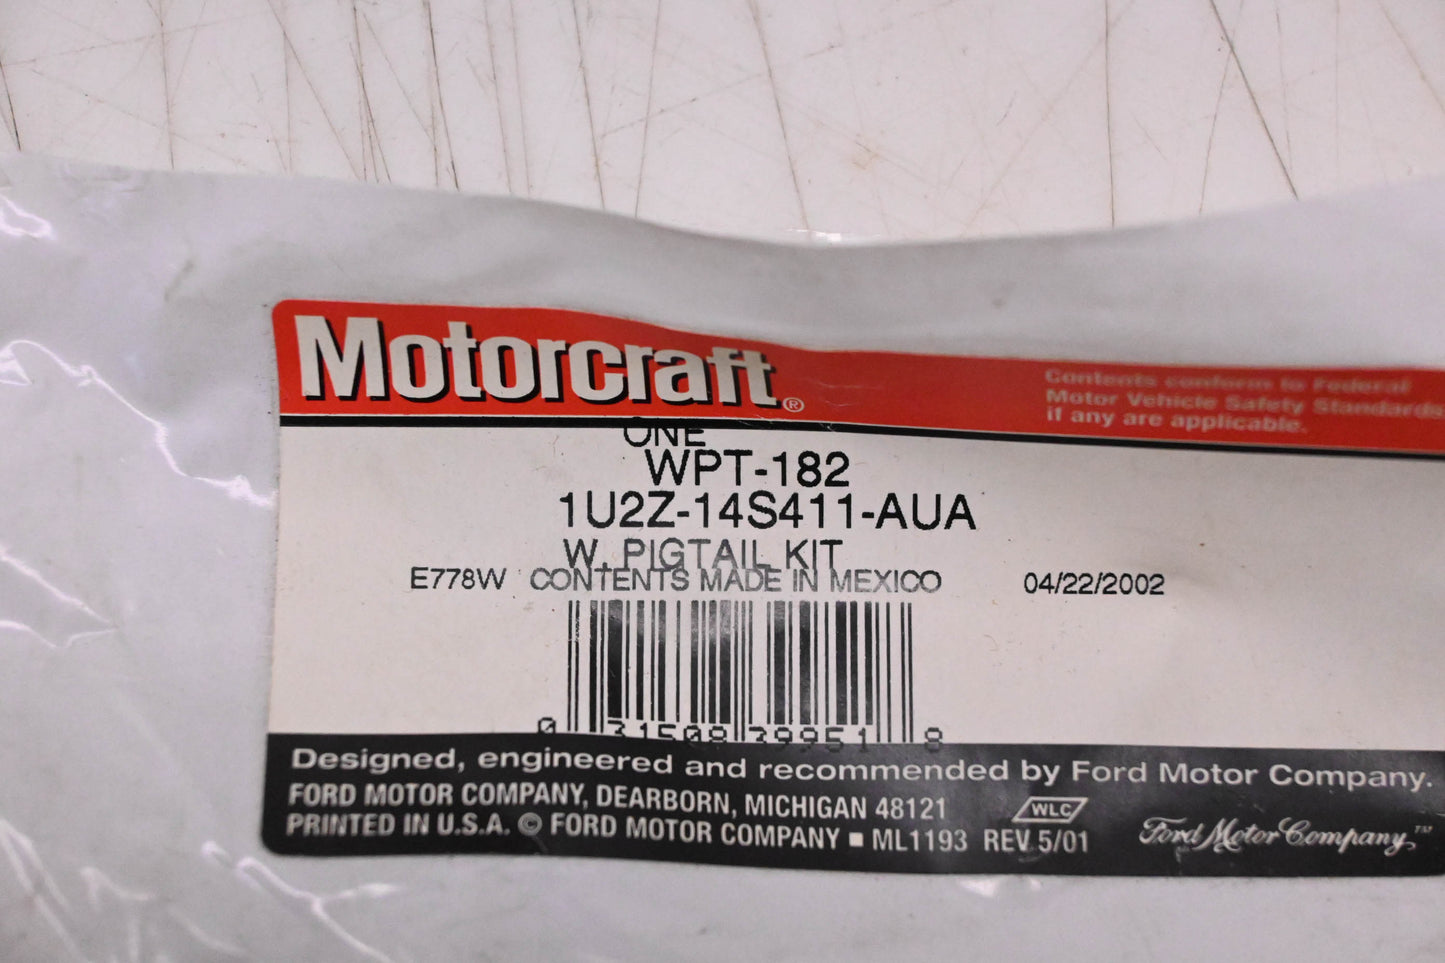 Motorcraft®
Contents conform to Federal
Motor Vehicle Safety Standards
if any are applicable.
ONE
WPT-182
1U2Z-14S411-AUA
W. PIGTAIL KIT
E778W CONTENTS MADE IN MEXICO 04/22/2002
0 31508 39951 8
Designed, engineered and recommended by Ford Motor Company.
FORD MOTOR COMPANY, DEARBORN, MICHIGAN 48121
PRINTED IN U.S.A. © FORD MOTOR COMPANY ■ ML1193 REV 5/01
WLC
Ford Motor Company,™